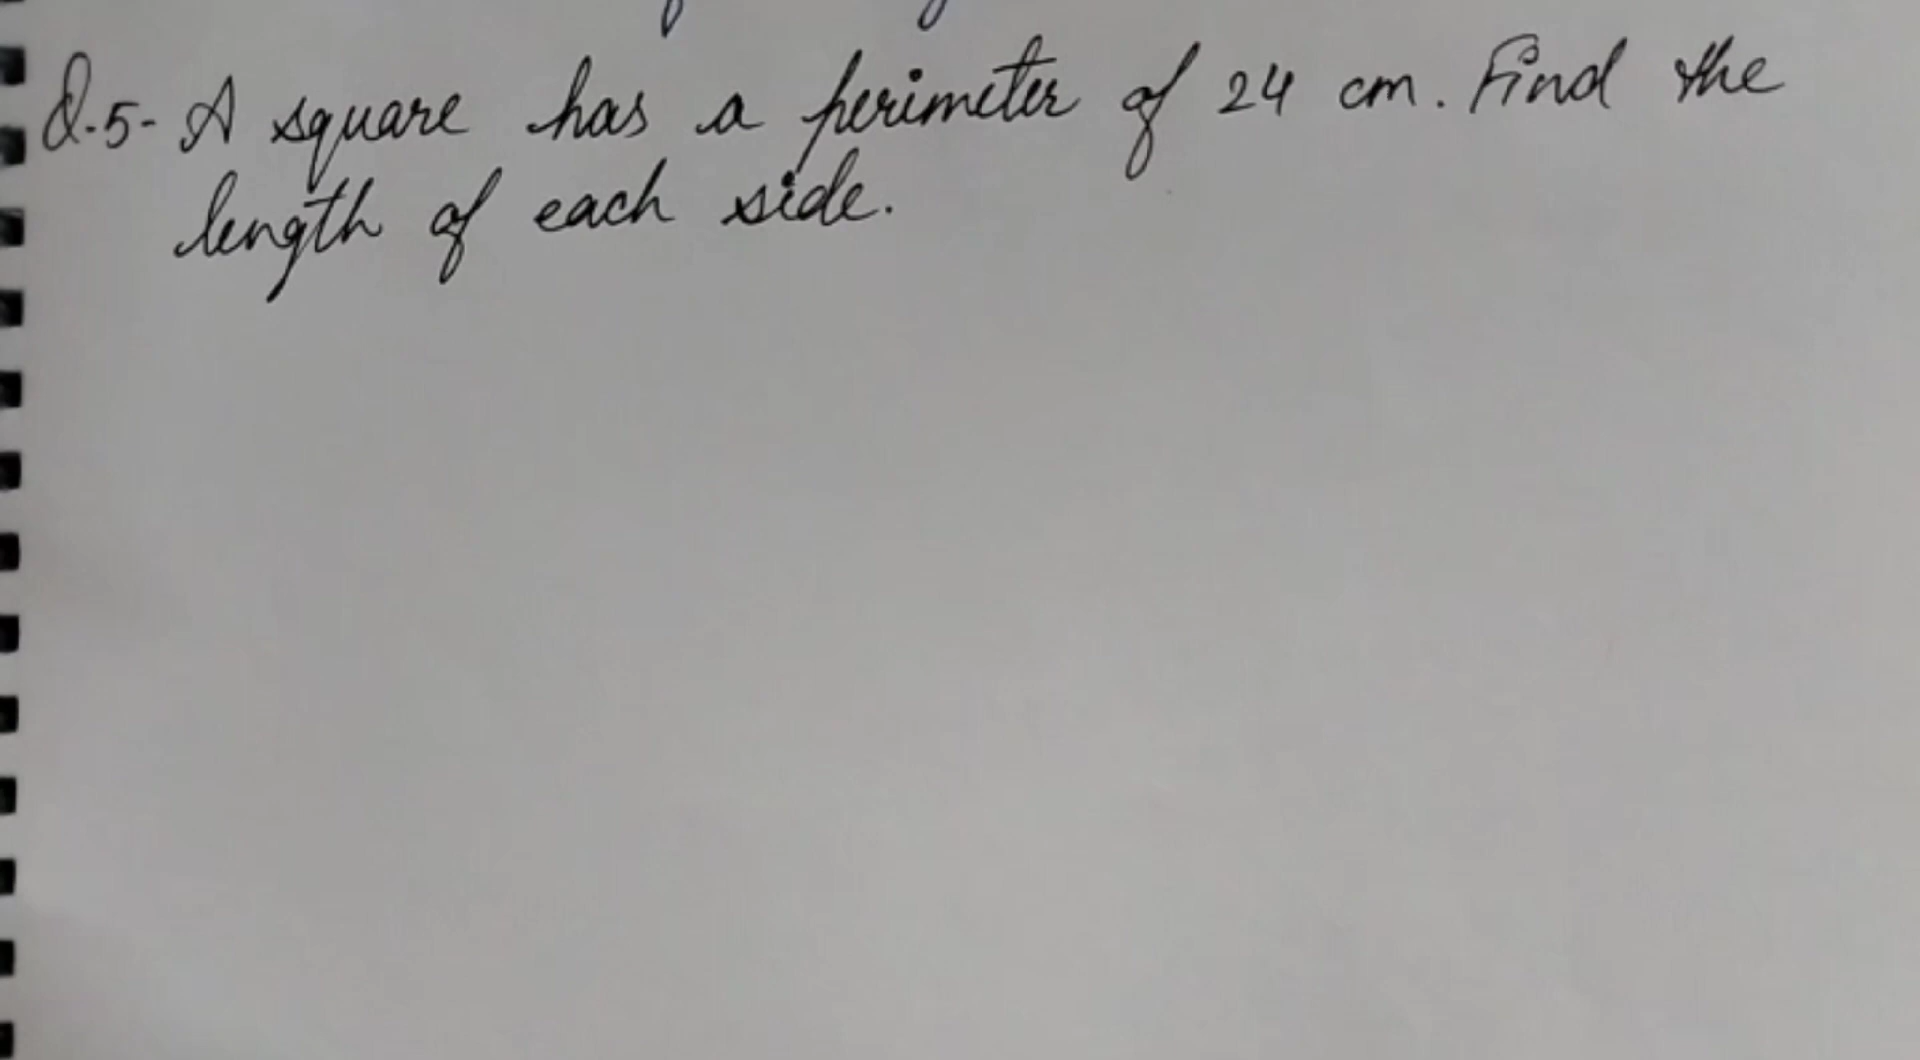 Q.5- A square has a perimeter of 24 cm. Find the
length of each side.